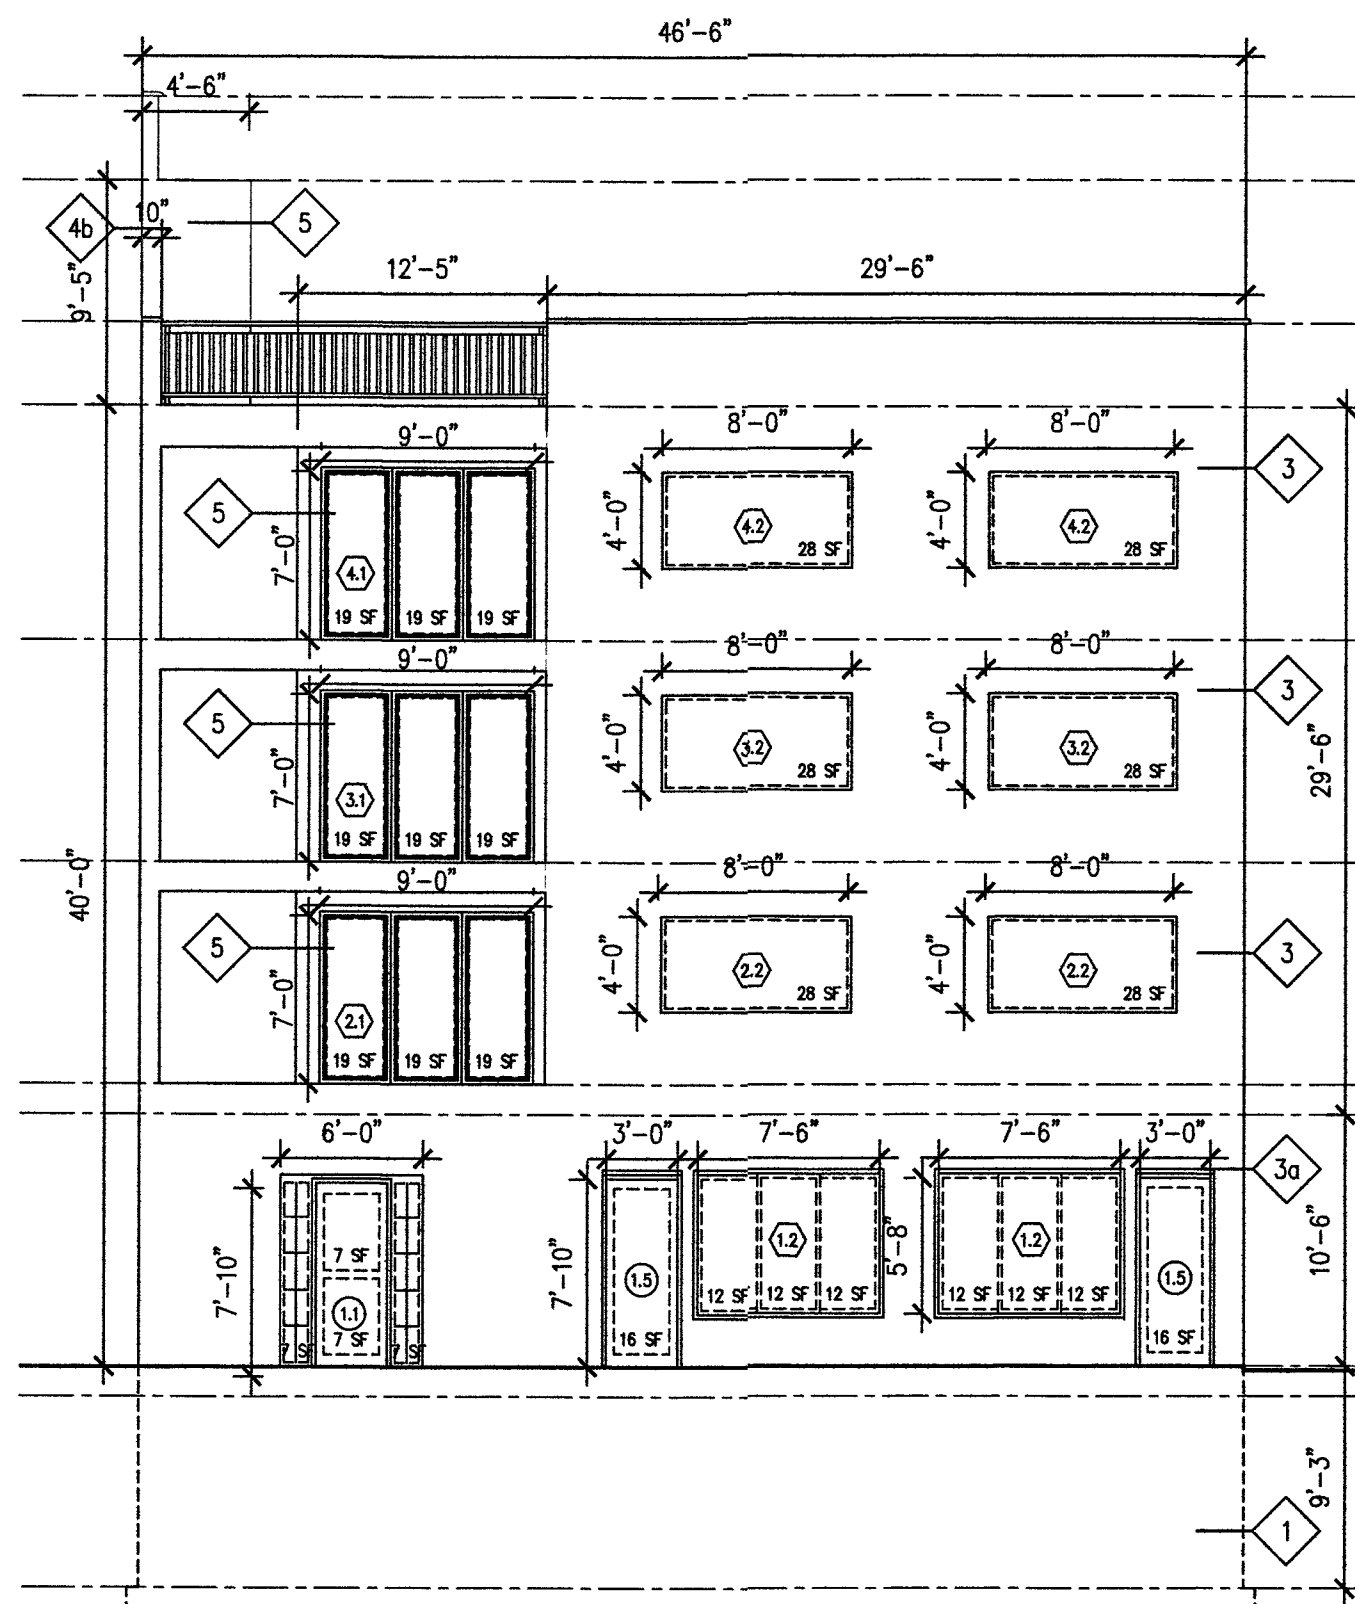 46'-6"
4'-6"
10"
4b
5
9'-5"
12'-5"
29'-6"
9'-0"
8'-0"
8'-0"
3
5
7'-0"
4'-0"
4.2
28 SF
4'-0"
4.2
28 SF
4.1
19 SF
19 SF
19 SF
9'-0"
8'-0"
8'-0"
3
5
7'-0"
4'-0"
3.2
28 SF
4'-0"
3.2
28 SF
29'-6"
3.1
19 SF
19 SF
19 SF
40'-0"
9'-0"
8'-0"
8'-0"
3
5
7'-0"
4'-0"
2.2
28 SF
4'-0"
2.2
28 SF
2.1
19 SF
19 SF
19 SF
6'-0"
3'-0"
7'-6"
7'-6"
3'-0"
3a
7'-10"
7 SF
1.1
7 SF
7 SF
7 SF
7'-10"
1.5
16 SF
1.2
12 SF
12 SF
12 SF
5'-8"
1.2
12 SF
12 SF
12 SF
1.5
16 SF
10'-6"
9'-3"
1